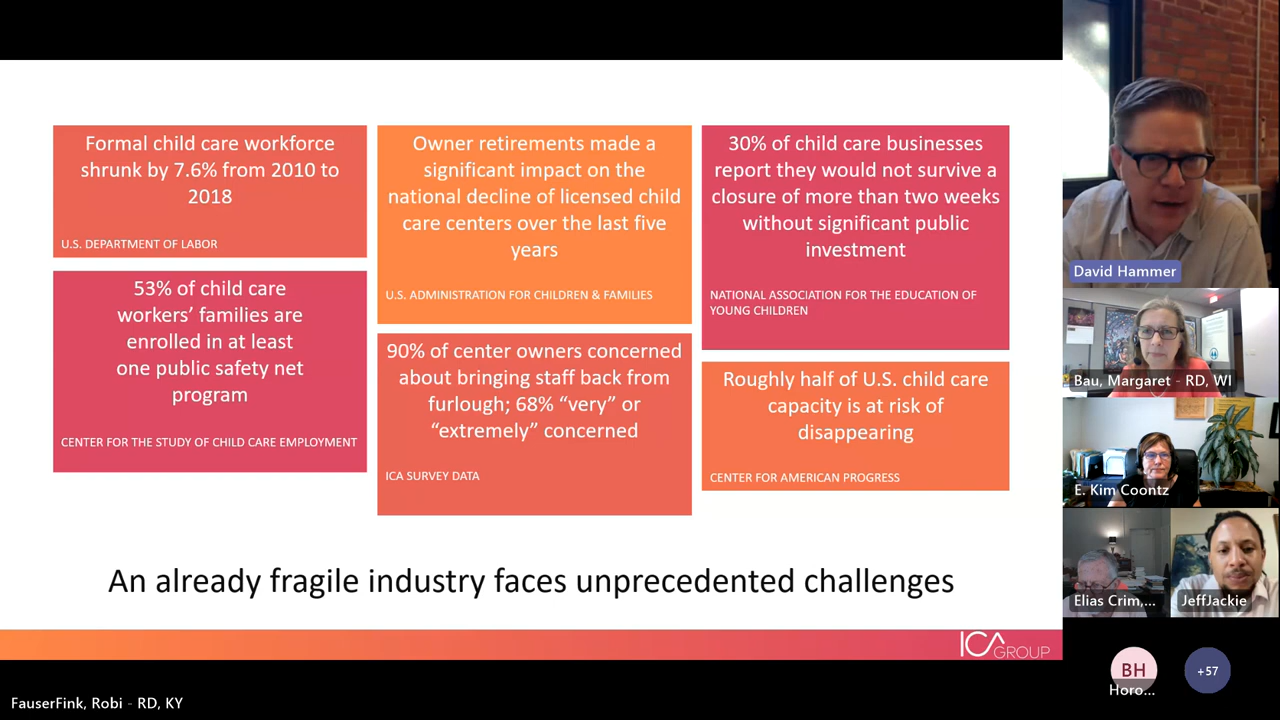 Formal child care workforce
shrunk by 7.6% from 2010 to
2018
U.S. DEPARTMENT OF LABOR
53% of child care
workers’ families are
enrolled in at least
one public safety net
program
CENTER FOR THE STUDY OF CHILD CARE EMPLOYMENT
Owner retirements made a
significant impact on the
national decline of licensed child
care centers over the last five
years
U.S. ADMINISTRATION FOR CHILDREN & FAMILIES
90% of center owners concerned
about bringing staff back from
furlough; 68% “very” or
“extremely” concerned
ICA SURVEY DATA
30% of child care businesses
report they would not survive a
closure of more than two weeks
without significant public
investment
NATIONAL ASSOCIATION FOR THE EDUCATION OF
YOUNG CHILDREN
Roughly half of U.S. child care
capacity is at risk of
disappearing
CENTER FOR AMERICAN PROGRESS
An already fragile industry faces unprecedented challenges
ICA
GROUP
David Hammer
Bau, Margaret - RD, WI
E. Kim Coontz
Elias Crim,...
JeffJackie
BH
Horo...
+57
FauserFink, Robi - RD, KY